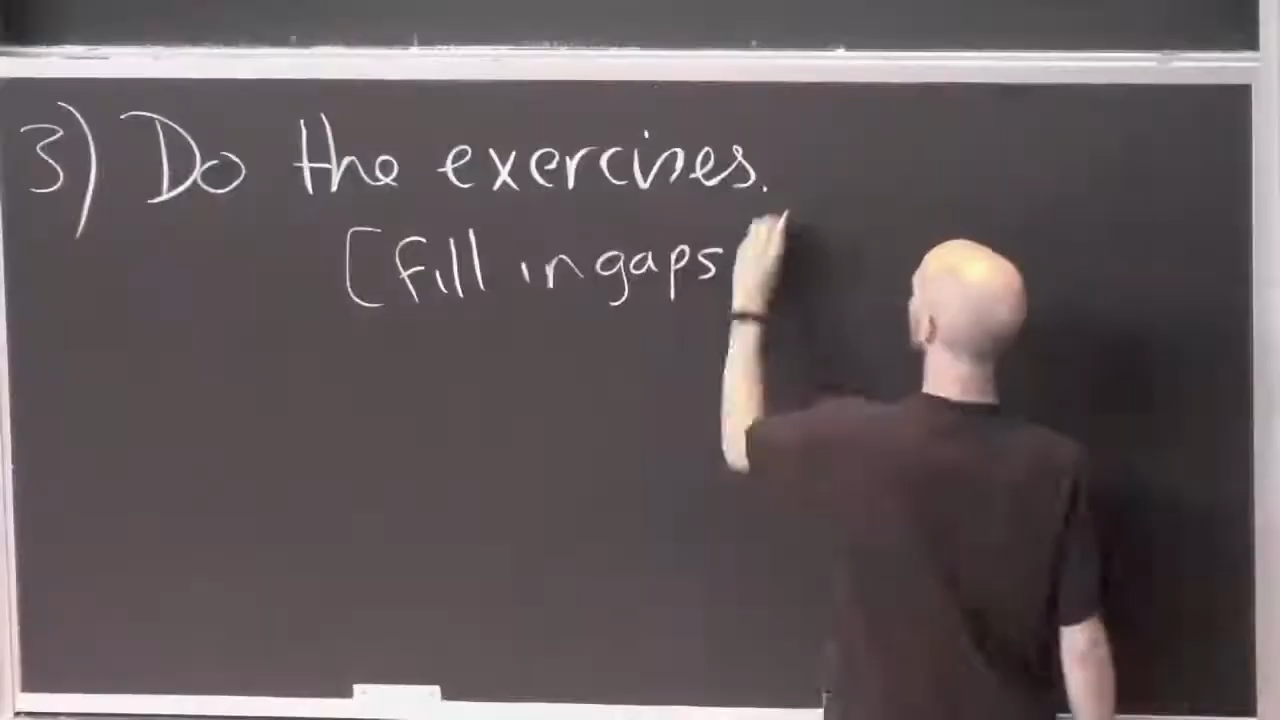 3) Do the exercises.
[fill in gaps